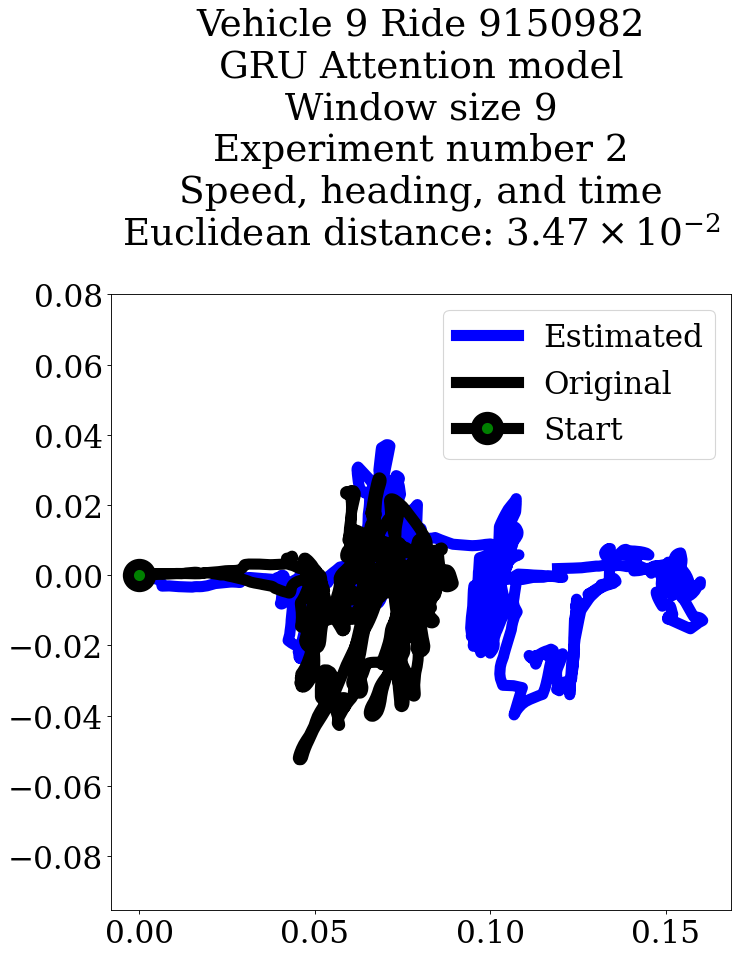 Vehicle 9 Ride 9150982
GRU Attention model
Window size 9
Experiment number 2
Speed, heading, and time
Euclidean distance: 3.47 × 10⁻²
Estimated
Original
Start
0.08
0.06
0.04
0.02
0.00
−0.02
−0.04
−0.06
−0.08
0.00 0.05 0.10 0.15